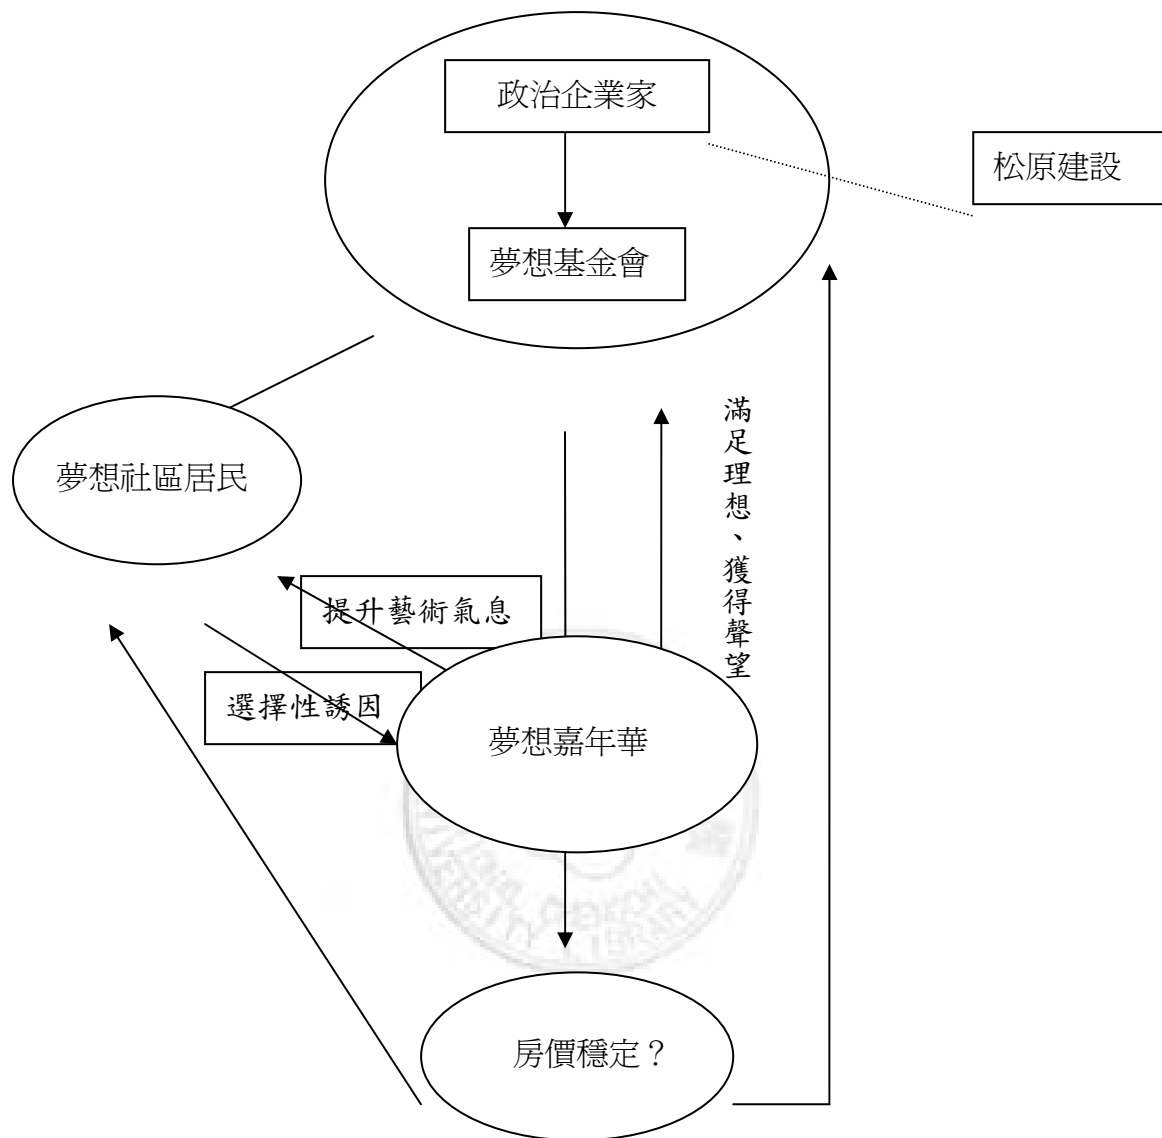 政治企業家
松原建設
夢想基金會
滿足理想、獲得聲望
夢想社區居民
提升藝術氣息
選擇性誘因
夢想嘉年華
房價穩定？